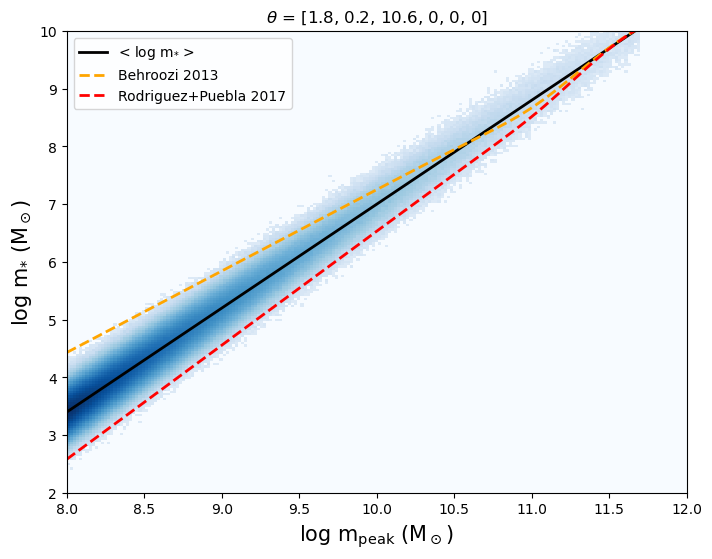 θ = [1.8, 0.2, 10.6, 0, 0, 0]
< log m* >
Behroozi 2013
Rodriguez+Puebla 2017
log m* (M⊙)
10
9
8
7
6
5
4
3
2
8.0 8.5 9.0 9.5 10.0 10.5 11.0 11.5 12.0
log mpeak (M⊙)